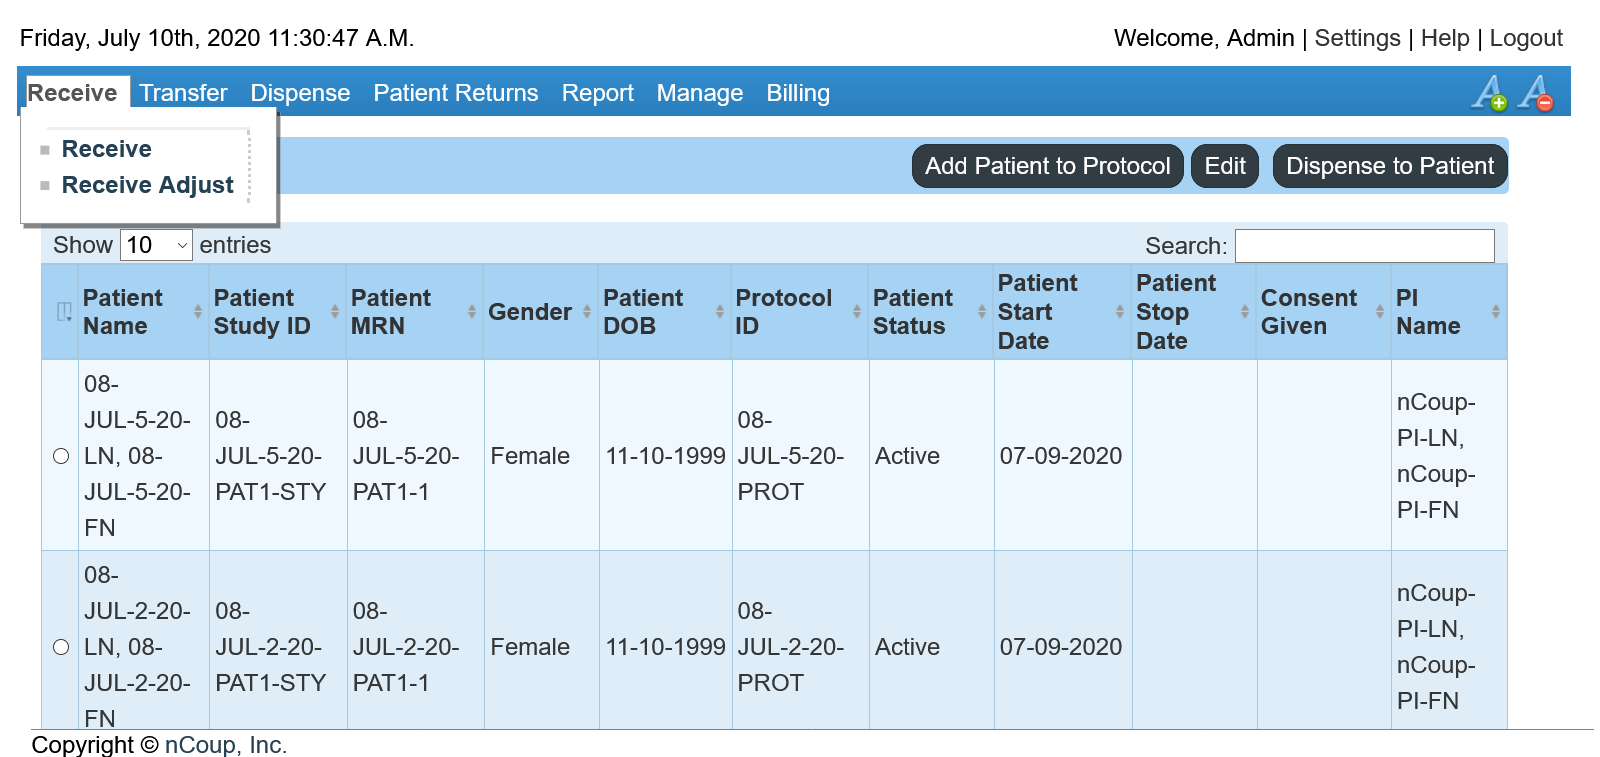 Friday, July 10th, 2020 11:30:47 A.M.
Welcome, Admin | Settings | Help | Logout
Receive Transfer Dispense Patient Returns Report Manage Billing
Receive
Receive Adjust
Add Patient to Protocol Edit Dispense to Patient
Show 10 entries
Search:
Patient Name
Patient Study ID
Patient MRN
Gender
Patient DOB
Protocol ID
Patient Status
Patient Start Date
Patient Stop Date
Consent Given
PI Name
08-
JUL-5-20-
LN, 08-
JUL-5-20-
FN
08-
JUL-5-20-
PAT1-STY
08-
JUL-5-20-
PAT1-1
Female
11-10-1999
08-
JUL-5-20-
PROT
Active
07-09-2020
nCoup-
PI-LN,
nCoup-
PI-FN
08-
JUL-2-20-
LN, 08-
JUL-2-20-
FN
08-
JUL-2-20-
PAT1-STY
08-
JUL-2-20-
PAT1-1
Female
11-10-1999
08-
JUL-2-20-
PROT
Active
07-09-2020
nCoup-
PI-LN,
nCoup-
PI-FN
Copyright © nCoup, Inc.